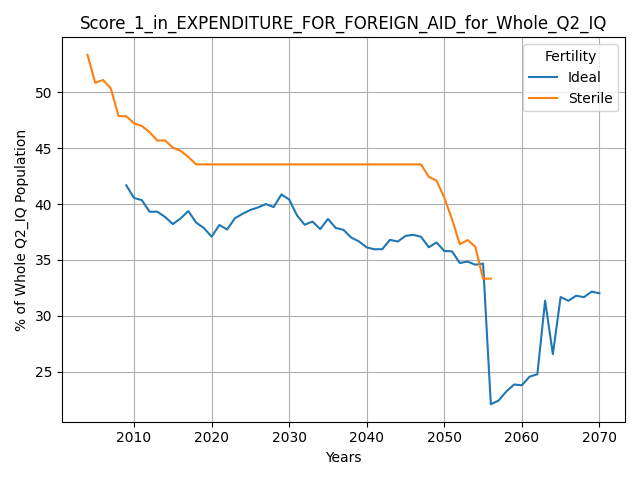 Score_1_in_EXPENDITURE_FOR_FOREIGN_AID_for_Whole_Q2_IQ
Fertility
Ideal
Sterile
% of Whole Q2_IQ Population
50
45
40
35
30
25
2010
2020
2030
2040
2050
2060
2070
Years